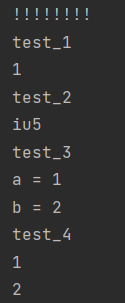 !!!!!!!!
test_1
1
test_2
iu5
test_3
a = 1
b = 2
test_4
1
2